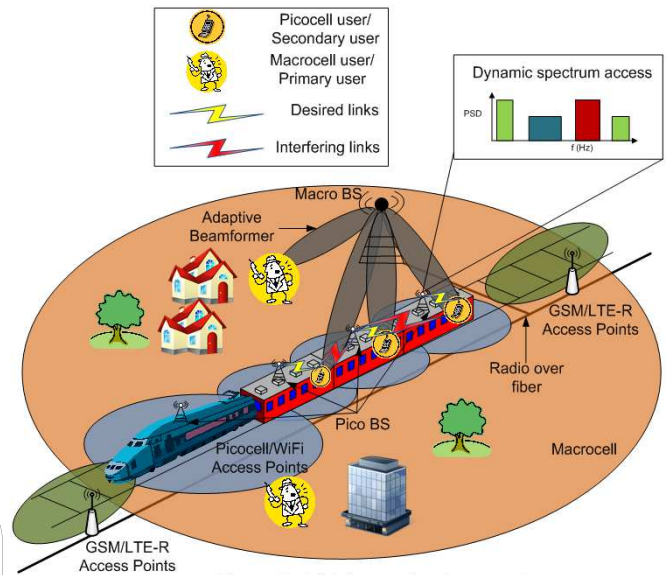 Picocell user/
Secondary user
Macrocell user/
Primary user
Desired links
Interfering links
Dynamic spectrum access
PSD
f (Hz)
Macro BS
Adaptive
Beamformer
GSM/LTE-R
Access Points
Radio over
fiber
Pico BS
Picocell/WiFi
Access Points
Macrocell
GSM/LTE-R
Access Points